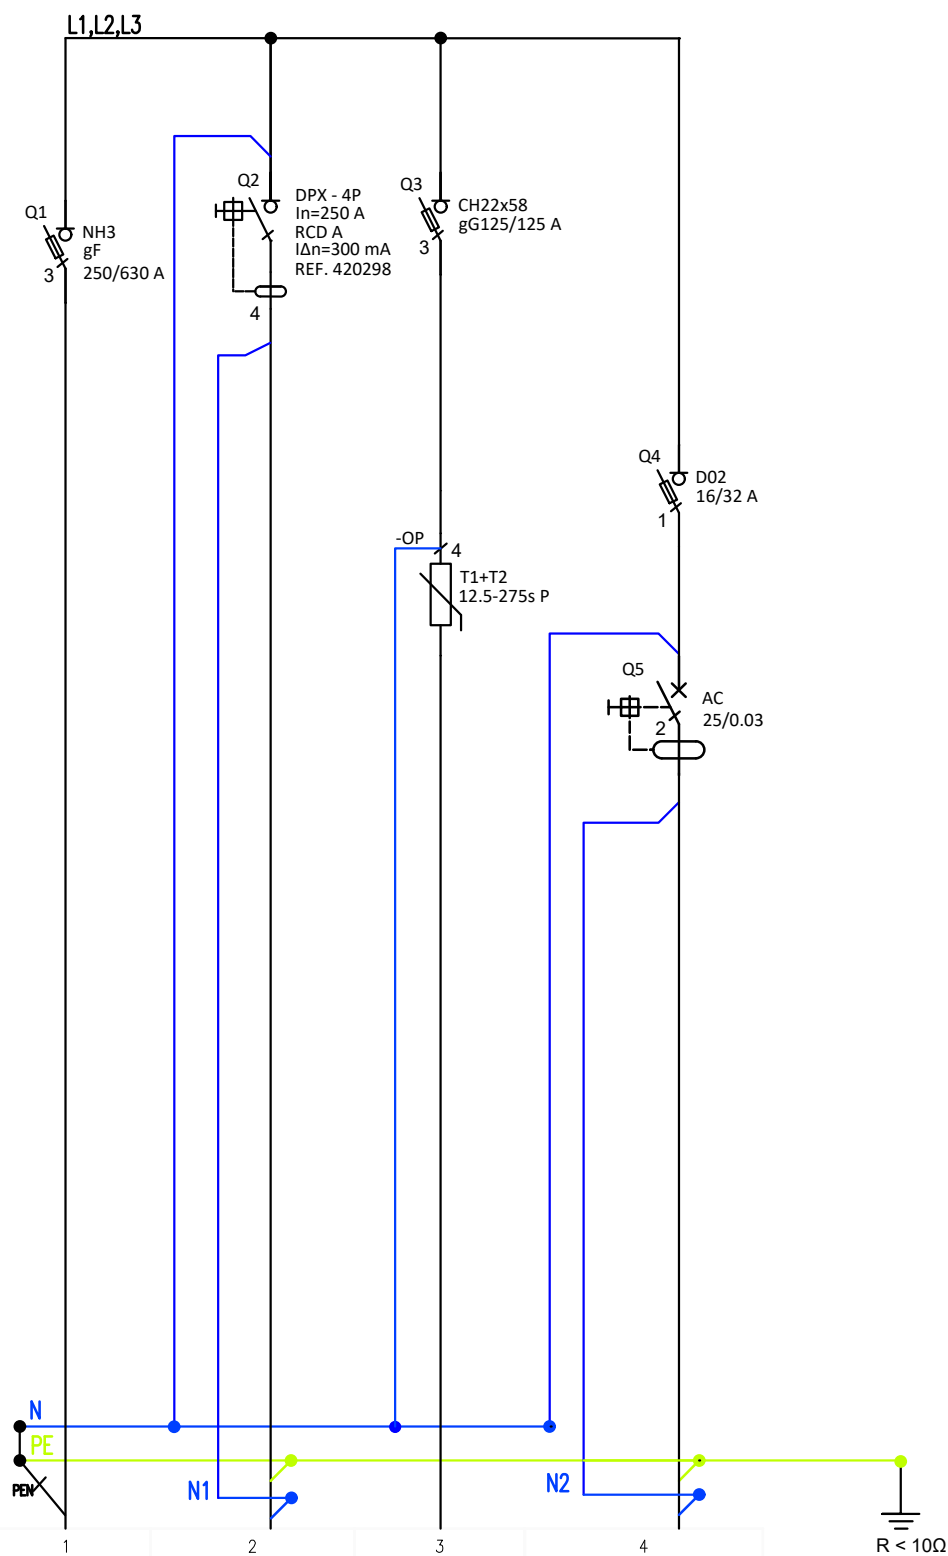 L1,L2,L3
Q1
NH3
gF
250/630 A
3
Q2
DPX - 4P
In=250 A
RCD A
IΔn=300 mA
REF. 420298
4
Q3
CH22x58
gG125/125 A
3
Q4
D02
16/32 A
1
-OP
4
T1+T2
12.5-275s P
Q5
AC
25/0.03
2
N
PE
PEN
N1
N2
1
2
3
4
R < 10Ω